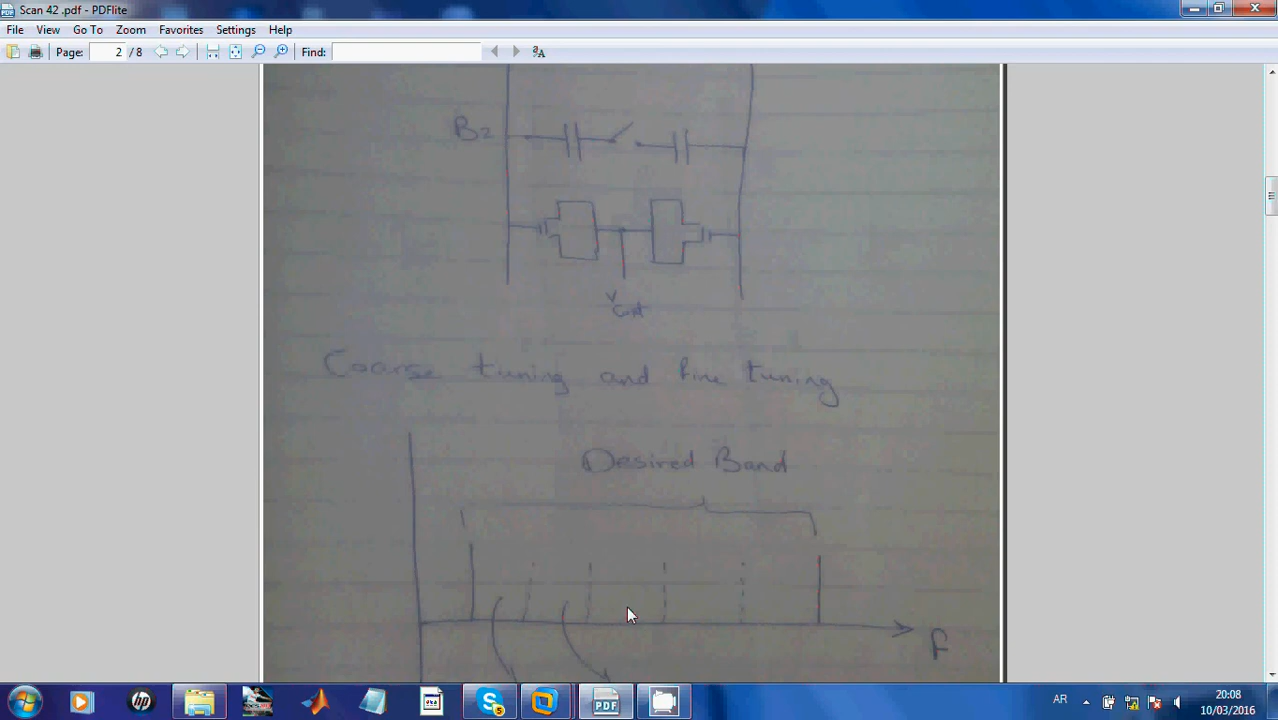 Scan 42 .pdf - PDFlite
File View Go To Zoom Favorites Settings Help
Page: 2 / 8 Find:
B2
Vcont
Coarse tuning and fine tuning
Desired Band
F
AR
20:08
10/03/2016